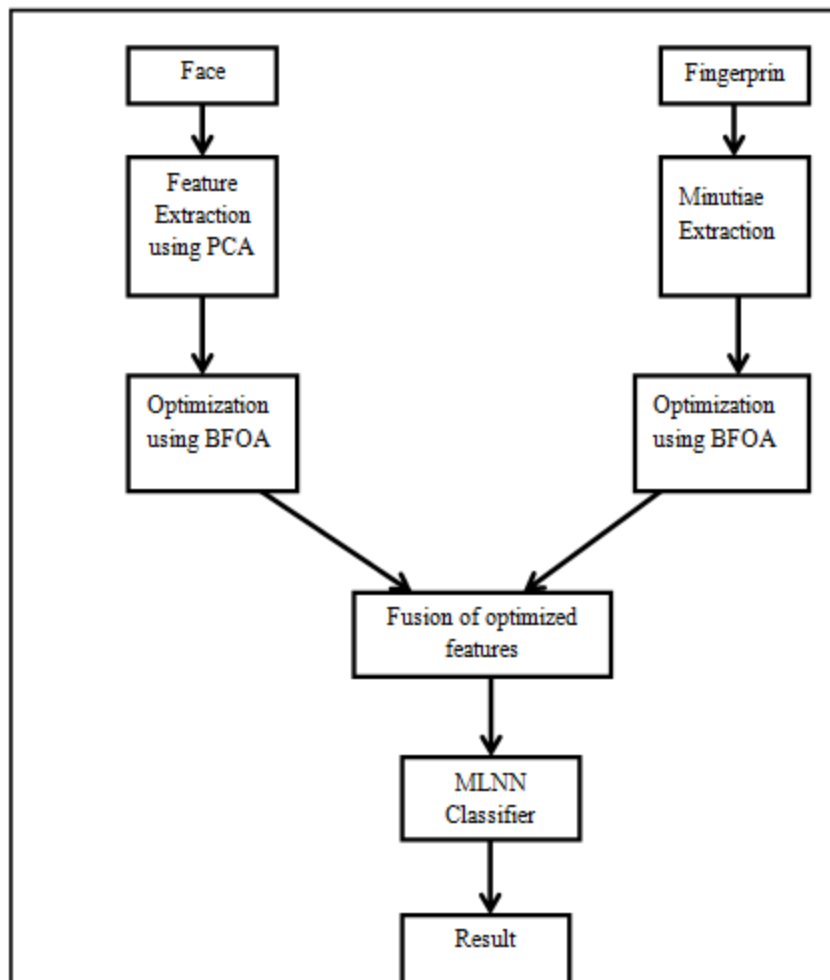 Face
Fingerprin
Feature
Extraction
using PCA
Minutiae
Extraction
Optimization
using BFOA
Optimization
using BFOA
Fusion of optimized
features
MLNN
Classifier
Result